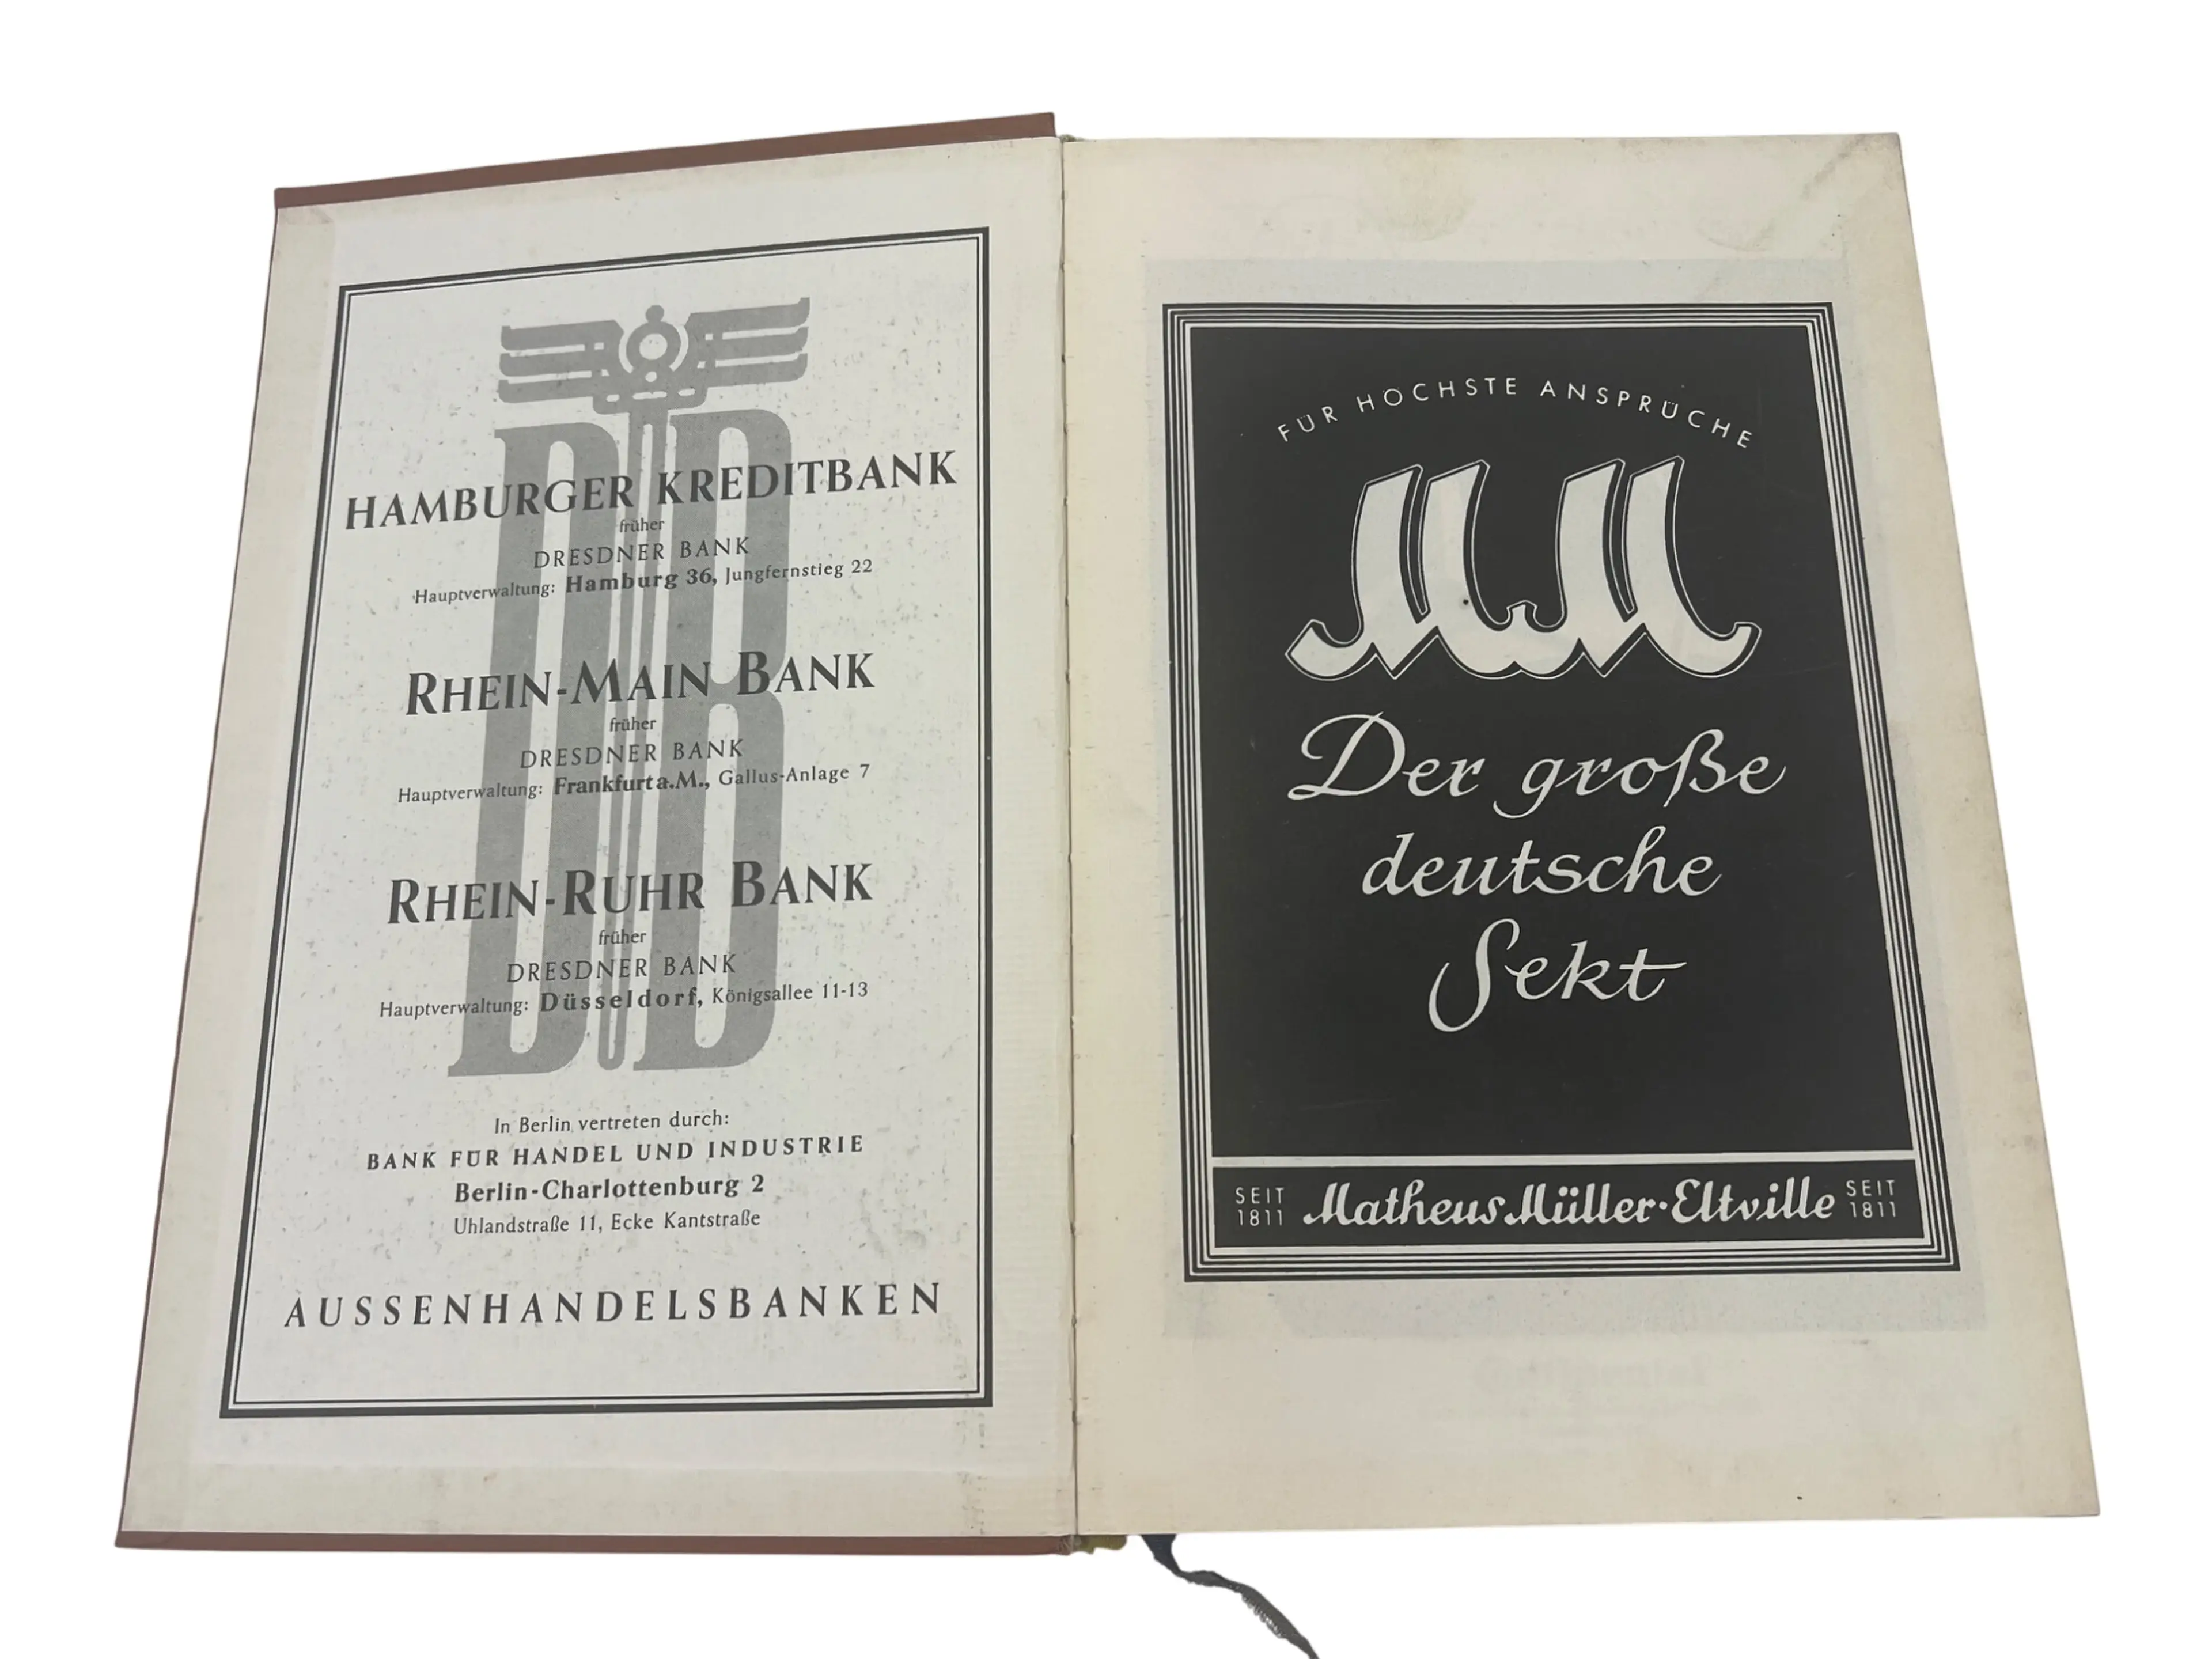 DB
HAMBURGER KREDITBANK
früher
DRESDNER BANK
Hauptverwaltung: Hamburg 36, Jungfernstieg 22
RHEIN-MAIN BANK
früher
DRESDNER BANK
Hauptverwaltung: Frankfurt a.M., Gallus-Anlage 7
RHEIN-RUHR BANK
früher
DRESDNER BANK
Hauptverwaltung: Düsseldorf, Königsallee 11-13
In Berlin vertreten durch:
BANK FÜR HANDEL UND INDUSTRIE
Berlin-Charlottenburg 2
Uhlandstraße 11, Ecke Kantstraße
AUSSENHANDELSBANKEN
FÜR HÖCHSTE ANSPRÜCHE
MM
Der große
deutsche
Sekt
SEIT 1811 Matheus Müller·Eltville SEIT 1811